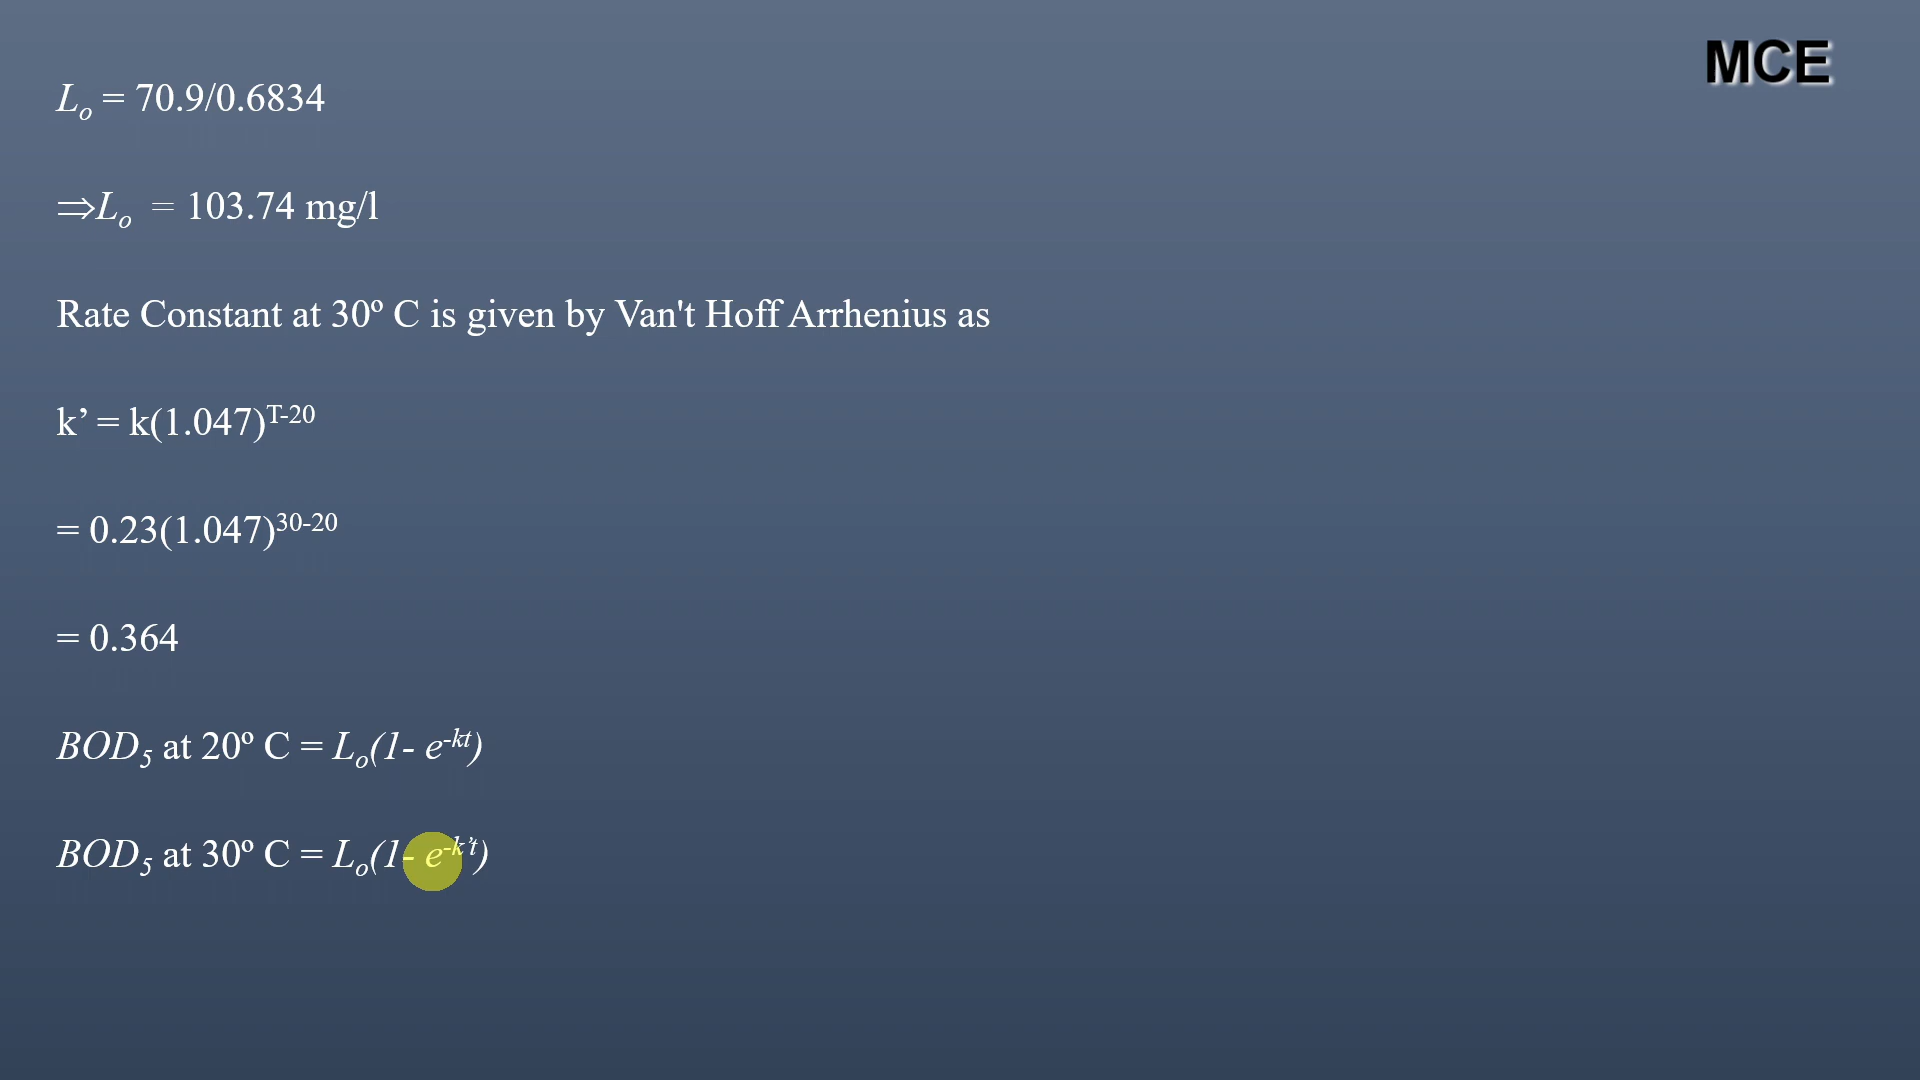 MCE
Lₒ = 70.9/0.6834
⇒Lₒ = 103.74 mg/l
Rate Constant at 30º C is given by Van't Hoff Arrhenius as
k’ = k(1.047)^T-20
= 0.23(1.047)^30-20
= 0.364
BOD₅ at 20º C = Lₒ(1- e^-kt)
BOD₅ at 30º C = Lₒ(1- e^-k’t)